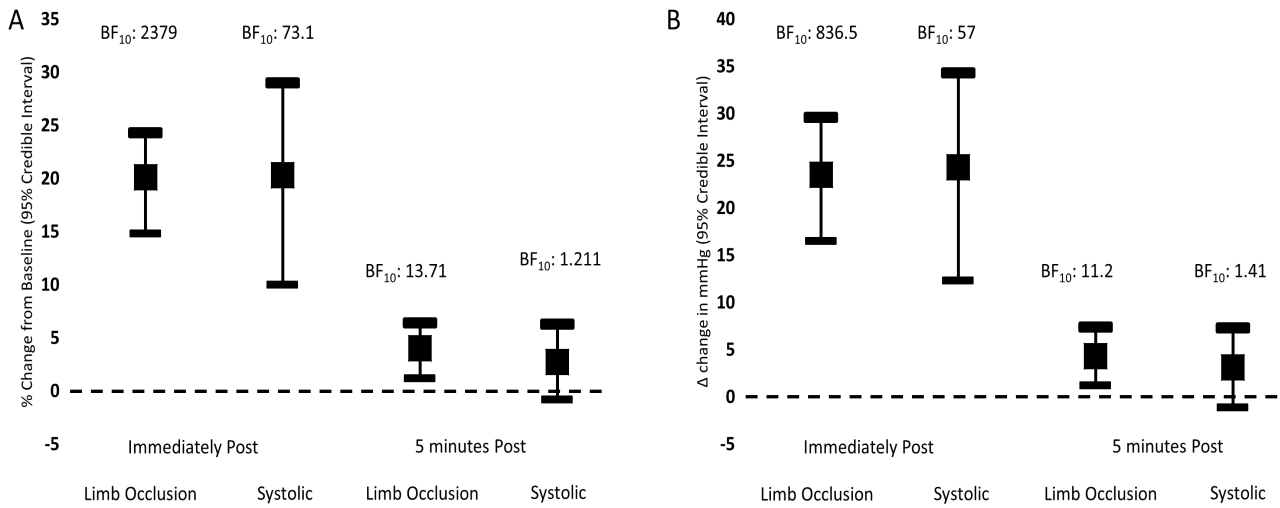 A
35
30
25
20
15
10
5
0
-5
% Change from Baseline (95% Credible Interval)
BF10: 2379
BF10: 73.1
BF10: 13.71
BF10: 1.211
Immediately Post
5 minutes Post
Limb Occlusion
Systolic
Limb Occlusion
Systolic
B
40
35
30
25
20
15
10
5
0
-5
Δ change in mmHg (95% Credible Interval)
BF10: 836.5
BF10: 57
BF10: 11.2
BF10: 1.41
Immediately Post
5 minutes Post
Limb Occlusion
Systolic
Limb Occlusion
Systolic